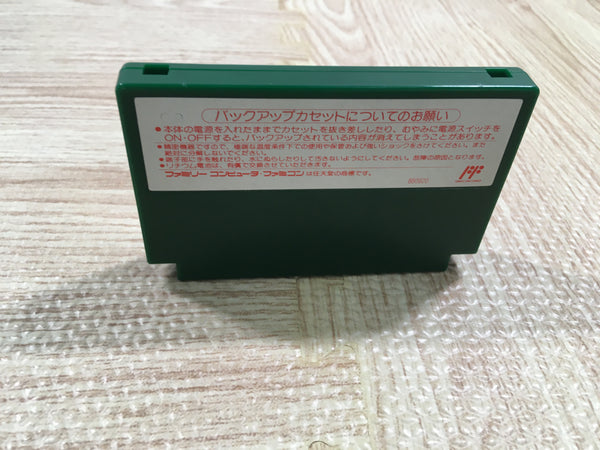 バックアップカセットについてのお願い
●本体の電源を入れたままでカセットを抜き差ししたり、むやみに電源スイッチを
ON・OFFすると、バックアップされている内容が消えてしまうことがあります。
●精密機器ですので、極端な温度条件下での使用や保管および強いショックをさけてください。また
絶対に分解しないでください。
●端子部に手を触れたり、水にぬらしたりして汚さないようにしてください。故障の原因となります。
●リチウム電池は、有償で交換させていただきます。
ファミリーコンピュータ・ファミコンは任天堂の商標です。